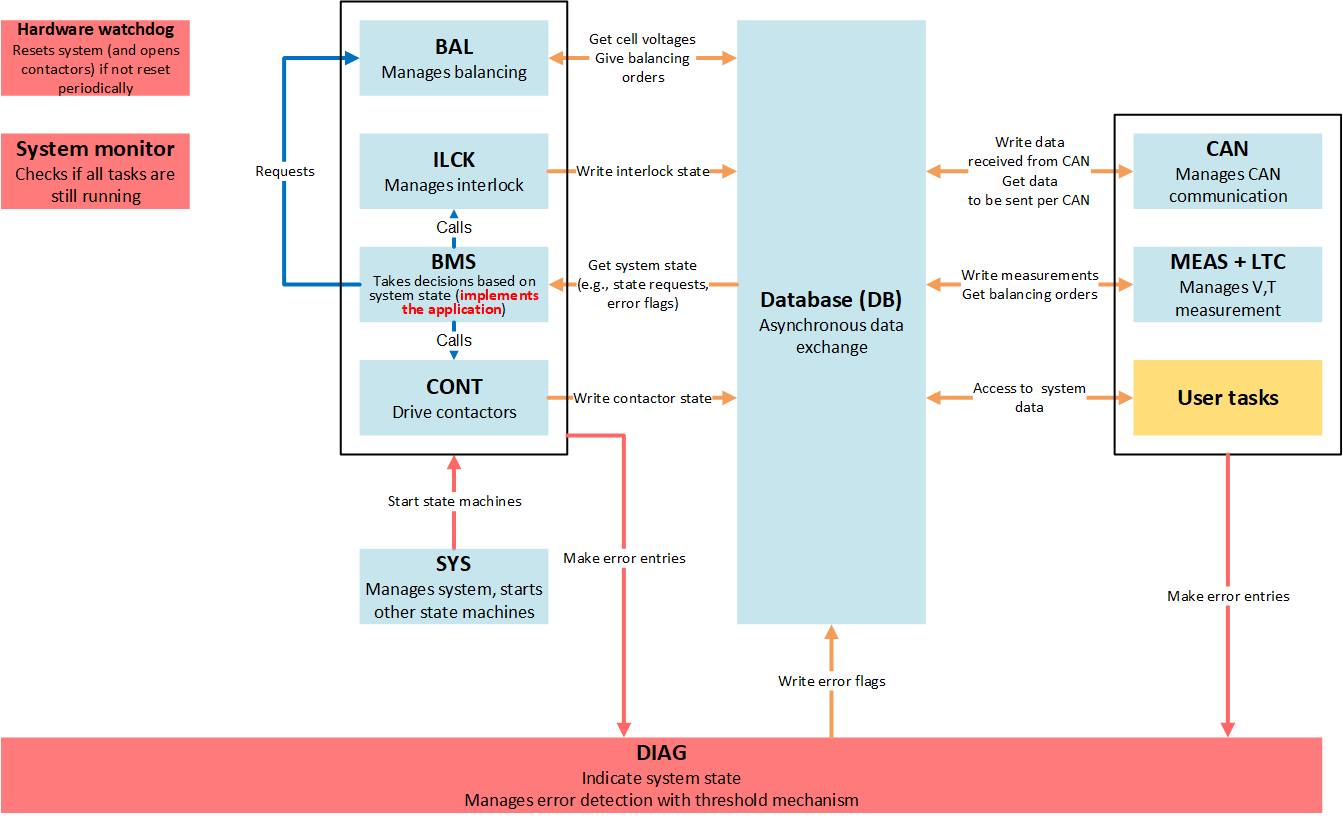 Hardware watchdog
Resets system (and opens
contactors) if not reset
periodically
System monitor
Checks if all tasks are
still running
Requests
BAL
Manages balancing
ILCK
Manages interlock
Calls
BMS
Takes decisions based on
system state (implements
the application)
Calls
CONT
Drive contactors
Start state machines
SYS
Manages system, starts
other state machines
Get cell voltages
Give balancing
orders
Write interlock state
Get system state
(e.g., state requests,
error flags)
Write contactor state
Make error entries
Database (DB)
Asynchronous data
exchange
Write error flags
Write data
received from CAN
Get data
to be sent per CAN
Write measurements
Get balancing orders
Access to system
data
CAN
Manages CAN
communication
MEAS + LTC
Manages V,T
measurement
User tasks
Make error entries
DIAG
Indicate system state
Manages error detection with threshold mechanism